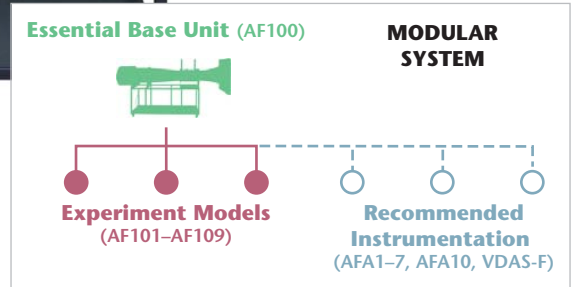 Essential Base Unit (AF100)
MODULAR
SYSTEM
Experiment Models
(AF101–AF109)
Recommended
Instrumentation
(AFA1–7, AFA10, VDAS-F)